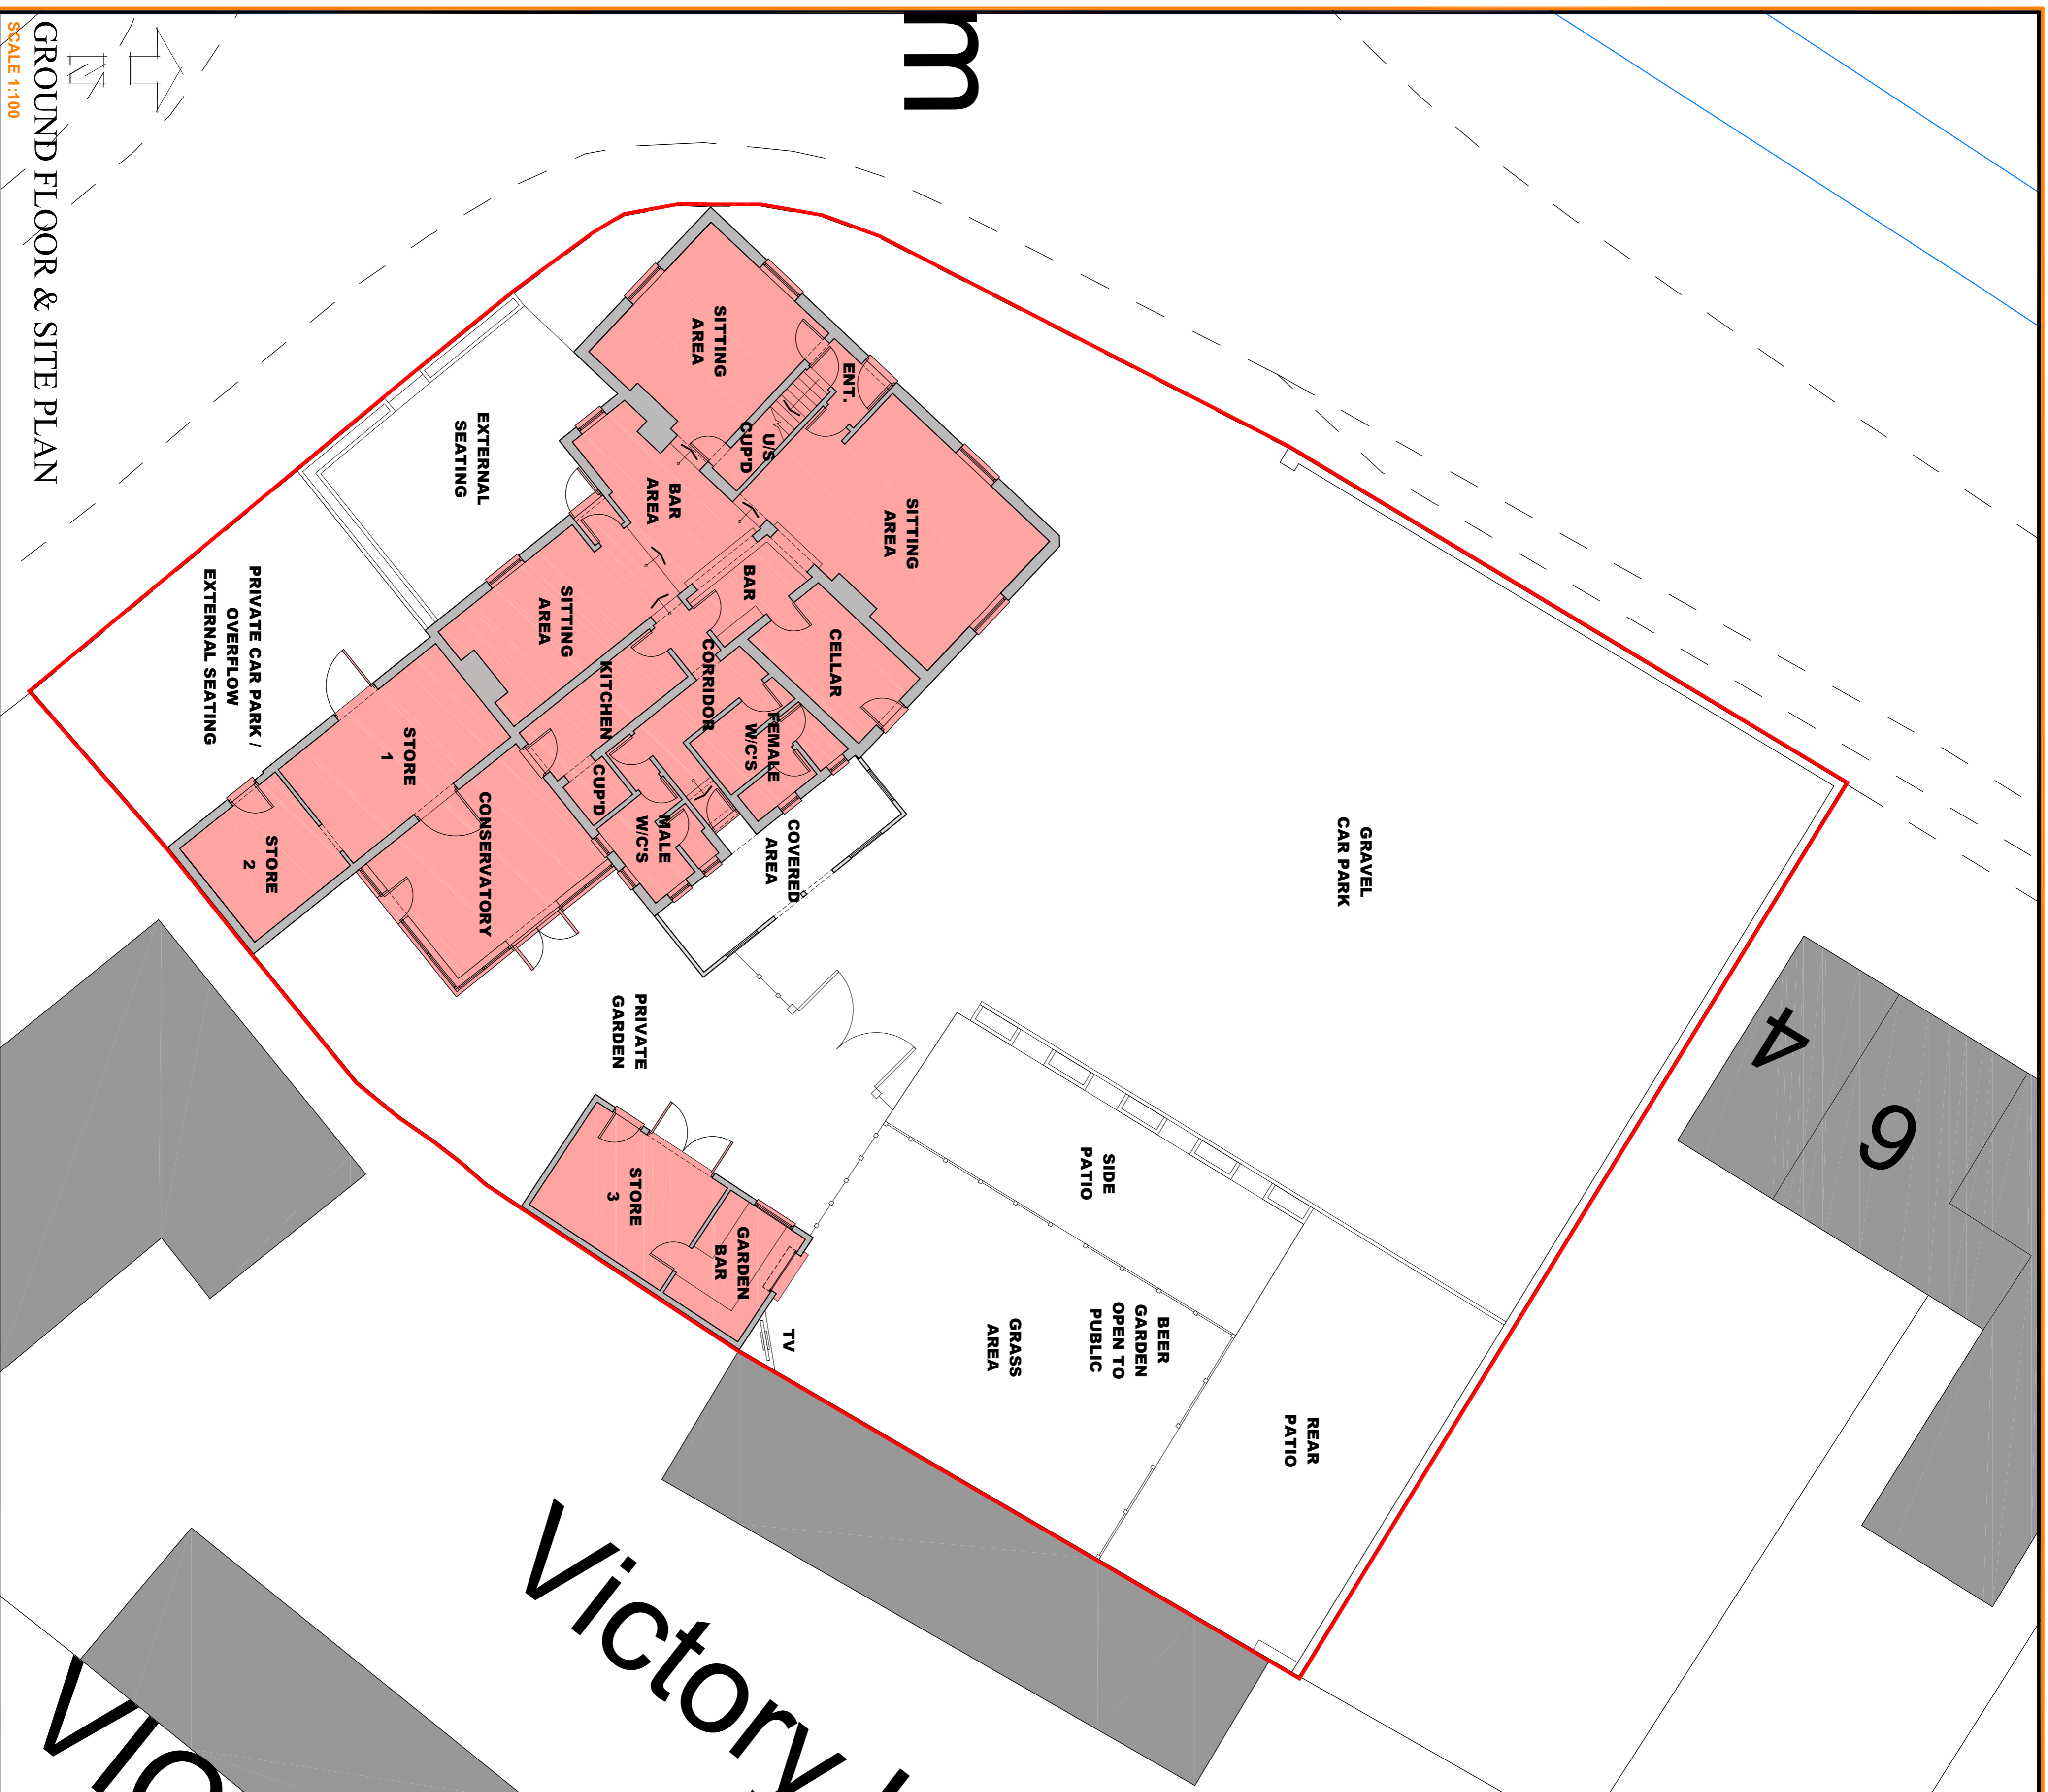 GROUND FLOOR & SITE PLAN
SCALE 1:100
N
m
4
6
SITTING
AREA
ENT.
U/S
CUP'D
SITTING
AREA
BAR
AREA
BAR
EXTERNAL
SEATING
SITTING
AREA
CELLAR
CORRIDOR
KITCHEN
FEMALE
W/C'S
CUP'D
MALE
W/C'S
COVERED
AREA
PRIVATE CAR PARK /
OVERFLOW
EXTERNAL SEATING
STORE
1
STORE
2
CONSERVATORY
GRAVEL
CAR PARK
PRIVATE
GARDEN
STORE
3
GARDEN
BAR
TV
SIDE
PATIO
BEER
GARDEN
OPEN TO
PUBLIC
GRASS
AREA
REAR
PATIO
Victory